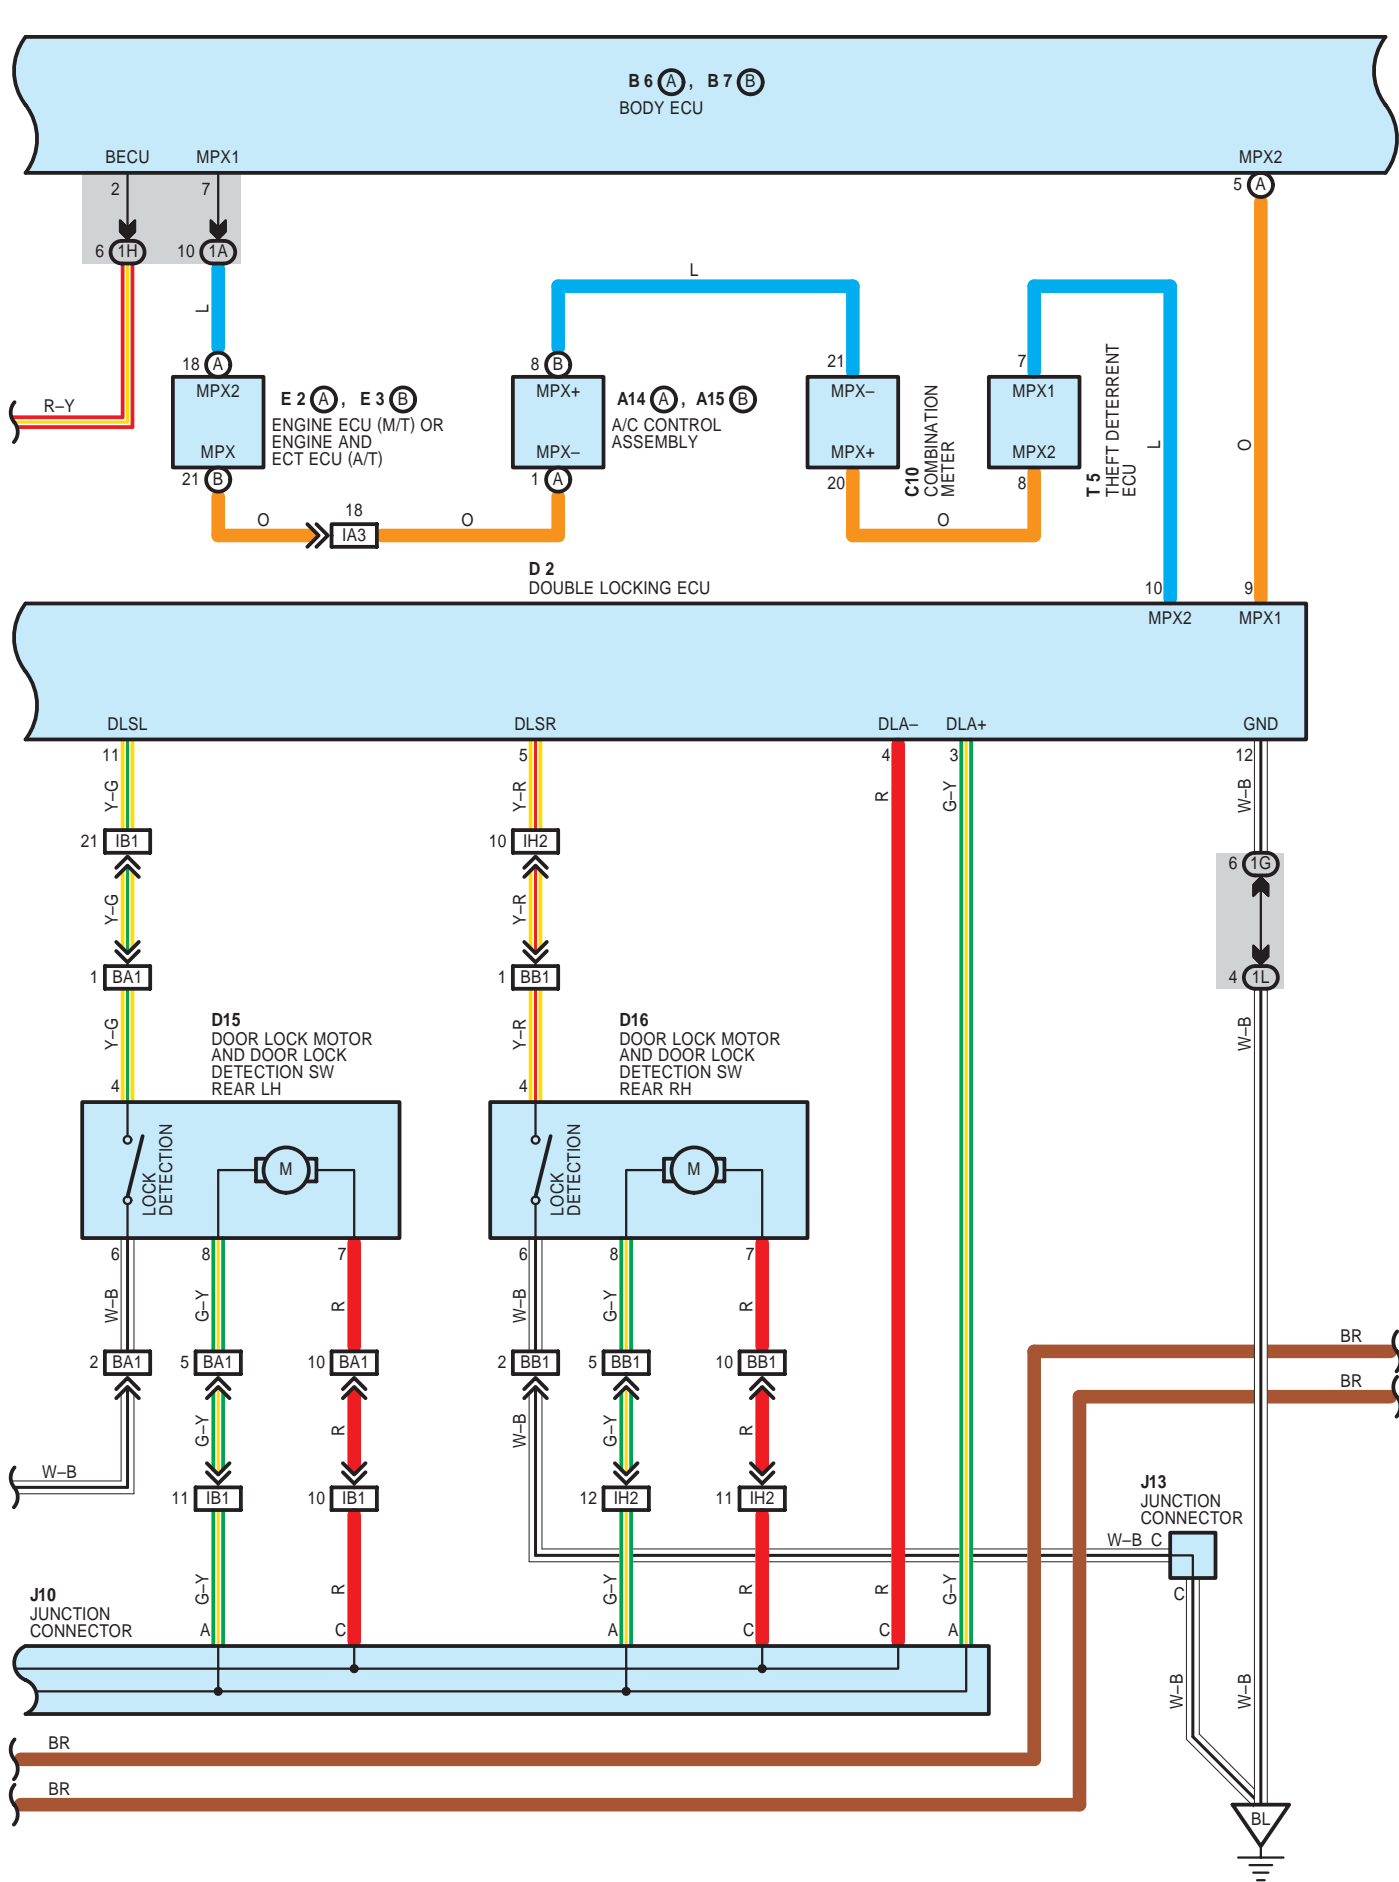 B 6 A , B 7 B
BODY ECU
BECU MPX1 MPX2
2 7 5 A
6 1H 10 1A
L
L
18 A 8 B 21 7
MPX2 MPX+ MPX– MPX1
MPX MPX– MPX+ MPX2
21 B 1 A 20 8
E 2 A , E 3 B
ENGINE ECU (M/T) OR
ENGINE AND
ECT ECU (A/T)
A14 A , A15 B
A/C CONTROL
ASSEMBLY
C10
COMBINATION
METER
T 5
THEFT DETERRENT
ECU
R–Y
L
O
O
18
IA3
O
O
D 2
DOUBLE LOCKING ECU
10 9
MPX2 MPX1
DLSL DLSR DLA– DLA+ GND
11 5 4 3 12
Y–G Y–R R G–Y W–B
21 IB1 10 IH2
6 1G
Y–G Y–R
1 BA1 1 BB1
4 1L
Y–G Y–R W–B
D15
DOOR LOCK MOTOR
AND DOOR LOCK
DETECTION SW
REAR LH
D16
DOOR LOCK MOTOR
AND DOOR LOCK
DETECTION SW
REAR RH
4 4
LOCK
DETECTION
M
LOCK
DETECTION
M
6 8 7 6 8 7
W–B G–Y R W–B G–Y R
BR
2 BA1 5 BA1 10 BA1 2 BB1 5 BB1 10 BB1
BR
G–Y R W–B G–Y R
W–B
11 IB1 10 IB1 12 IH2 11 IH2
J13
JUNCTION
CONNECTOR
W–B C
C
G–Y R G–Y R R G–Y
J10
JUNCTION
CONNECTOR
A C A C C A
W–B W–B
BR
BR
BL